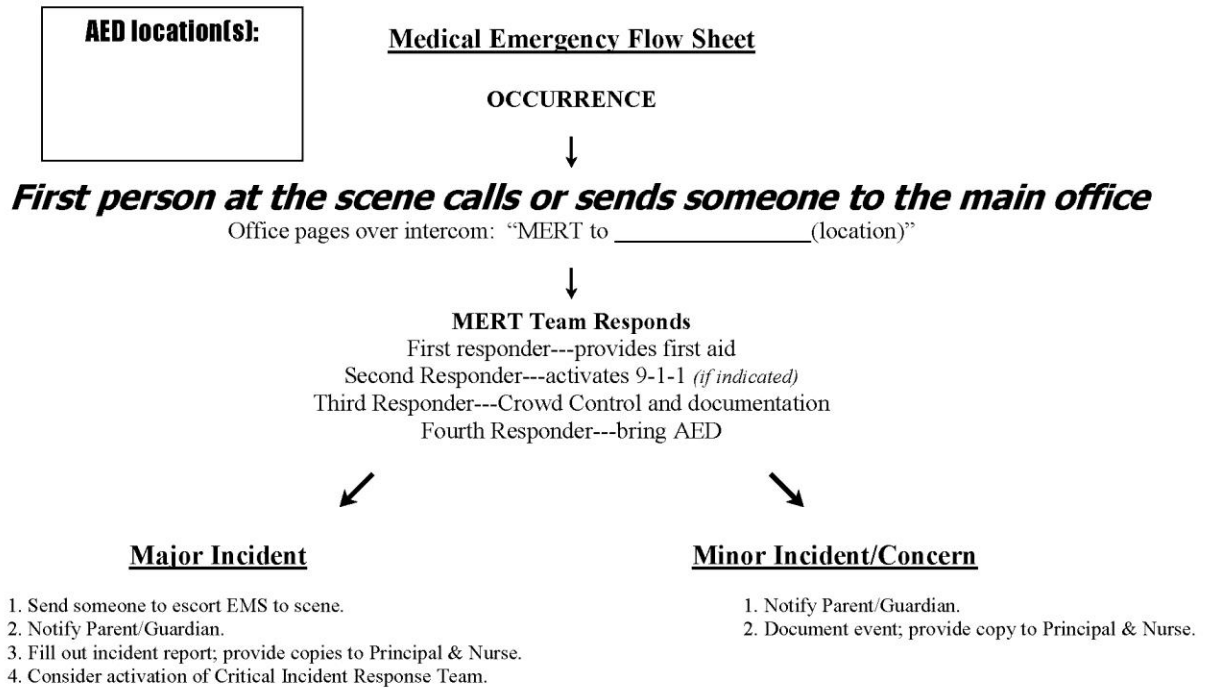 AED location(s):
Medical Emergency Flow Sheet
OCCURRENCE
First person at the scene calls or sends someone to the main office
Office pages over intercom: “MERT to _________________(location)”
MERT Team Responds
First responder---provides first aid
Second Responder---activates 9-1-1 (if indicated)
Third Responder---Crowd Control and documentation
Fourth Responder---bring AED
Major Incident
1. Send someone to escort EMS to scene.
2. Notify Parent/Guardian.
3. Fill out incident report; provide copies to Principal & Nurse.
4. Consider activation of Critical Incident Response Team.
Minor Incident/Concern
1. Notify Parent/Guardian.
2. Document event; provide copy to Principal & Nurse.